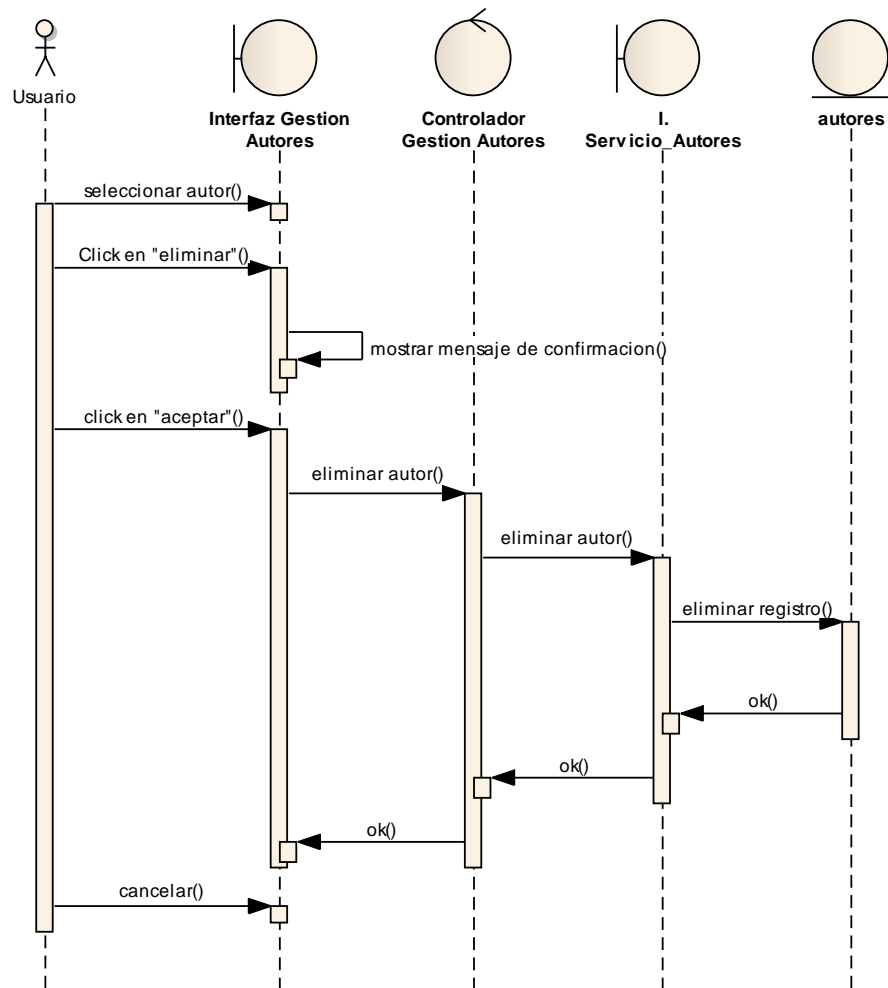 Usuario
Interfaz Gestion
Autores
Controlador
Gestion Autores
I.
Servicio_Autores
autores
seleccionar autor()
Click en "eliminar"()
mostrar mensaje de confirmacion()
click en "aceptar"()
eliminar autor()
eliminar autor()
eliminar registro()
ok()
ok()
ok()
cancelar()